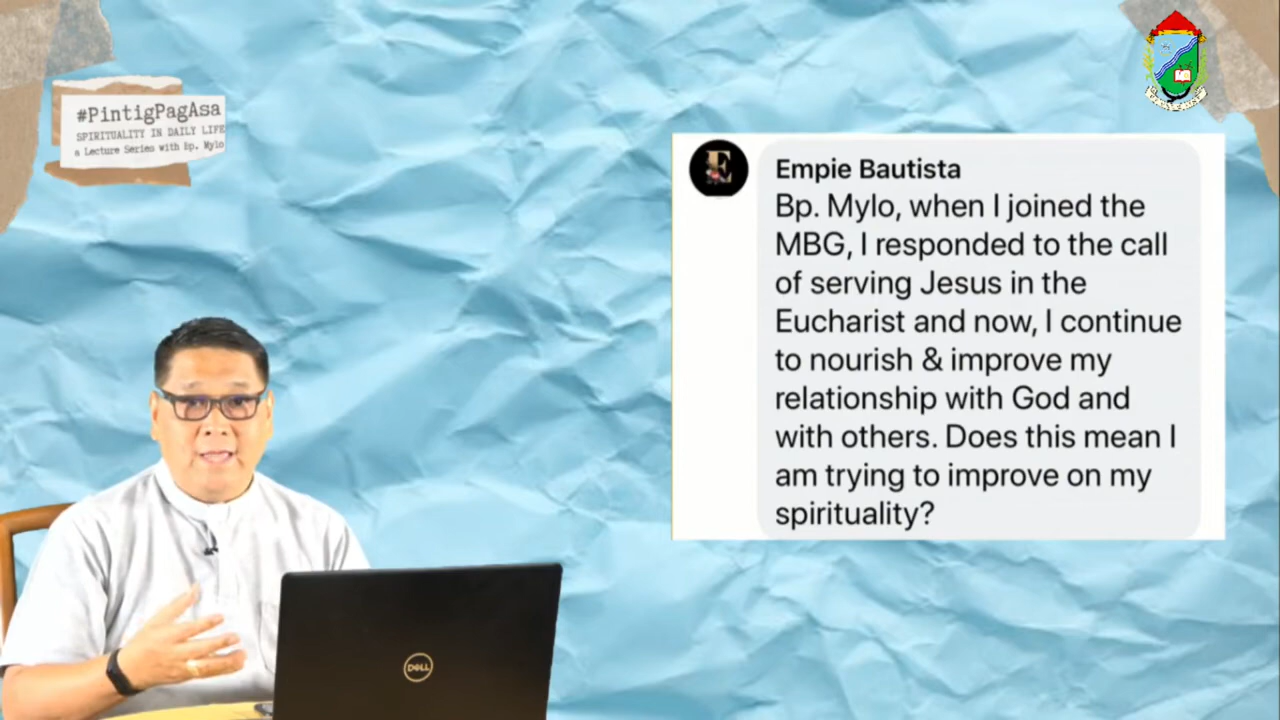 #PintigPagAsa
SPIRITUALITY IN DAILY LIFE
a Lecture Series with Bp. Mylo
Empie Bautista
Bp. Mylo, when I joined the
MBG, I responded to the call
of serving Jesus in the
Eucharist and now, I continue
to nourish & improve my
relationship with God and
with others. Does this mean I
am trying to improve on my
spirituality?
E
DELL